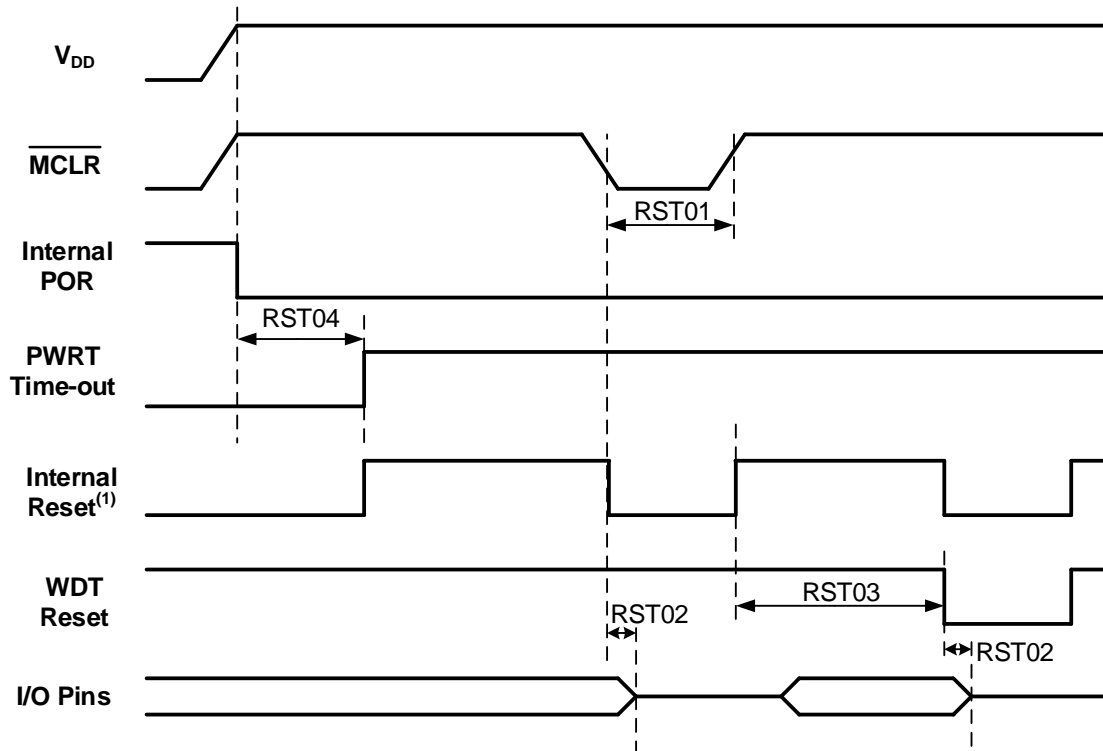 VDD
MCLR
RST01
Internal
POR
RST04
PWRT
Time-out
Internal
Reset(1)
WDT
Reset
RST03
RST02
RST02
I/O Pins